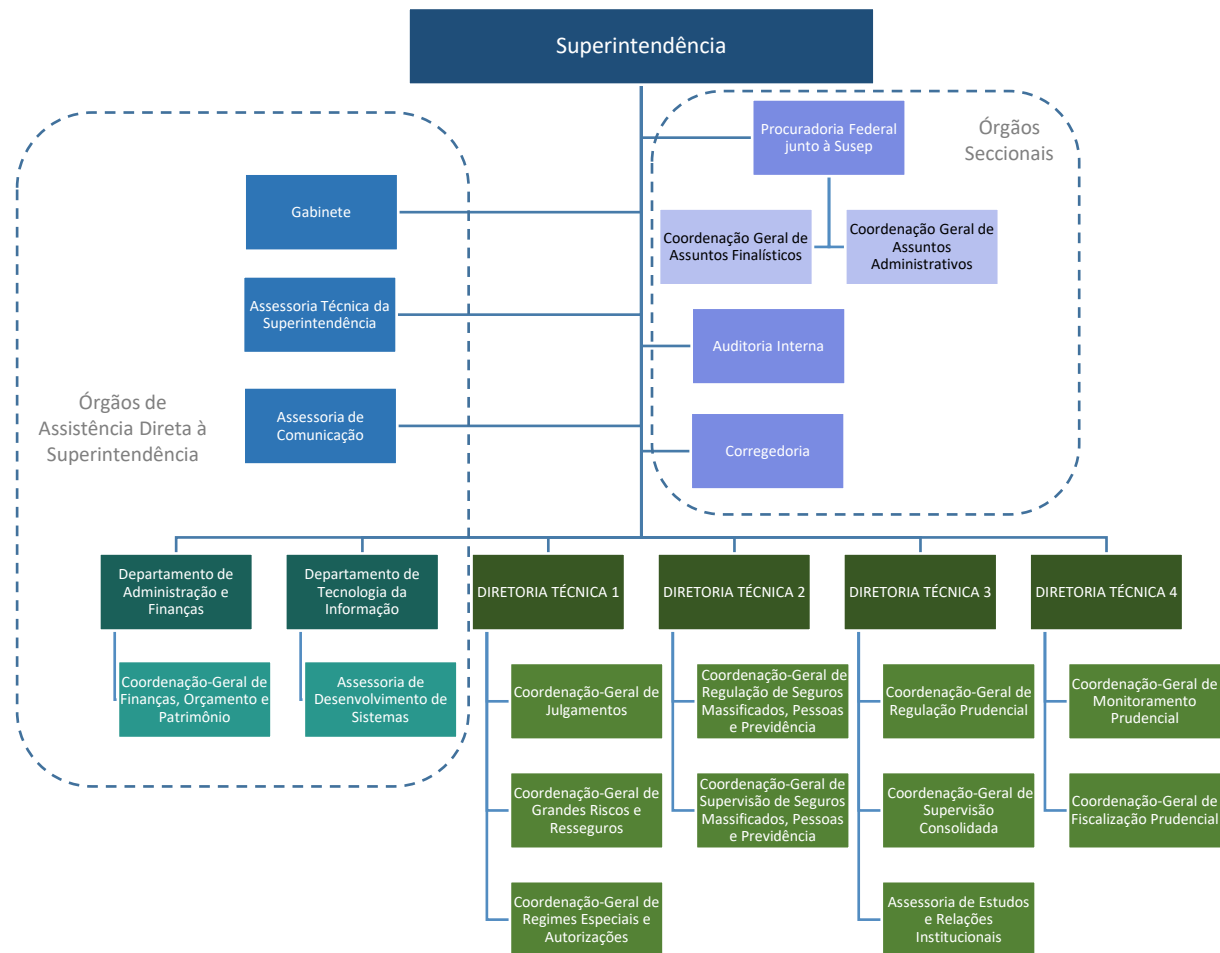 Superintendência
Procuradoria Federal
junto à Susep
Órgãos
Seccionais
Gabinete
Coordenação Geral de
Assuntos Finalísticos
Coordenação Geral de
Assuntos
Administrativos
Assessoria Técnica da
Superintendência
Auditoria Interna
Órgãos de
Assistência Direta à
Superintendência
Assessoria de
Comunicação
Corregedoria
Departamento de
Administração e
Finanças
Departamento de
Tecnologia da
Informação
DIRETORIA TÉCNICA 1
DIRETORIA TÉCNICA 2
DIRETORIA TÉCNICA 3
DIRETORIA TÉCNICA 4
Coordenação-Geral de
Finanças, Orçamento e
Patrimônio
Assessoria de
Desenvolvimento de
Sistemas
Coordenação-Geral de
Julgamentos
Coordenação-Geral de
Regulação de Seguros
Massificados, Pessoas
e Previdência
Coordenação-Geral de
Regulação Prudencial
Coordenação-Geral de
Monitoramento
Prudencial
Coordenação-Geral de
Grandes Riscos e
Resseguros
Coordenação-Geral de
Supervisão de Seguros
Massificados, Pessoas
e Previdência
Coordenação-Geral de
Supervisão
Consolidada
Coordenação-Geral de
Fiscalização Prudencial
Coordenação-Geral de
Regimes Especiais e
Autorizações
Assessoria de Estudos
e Relações
Institucionais